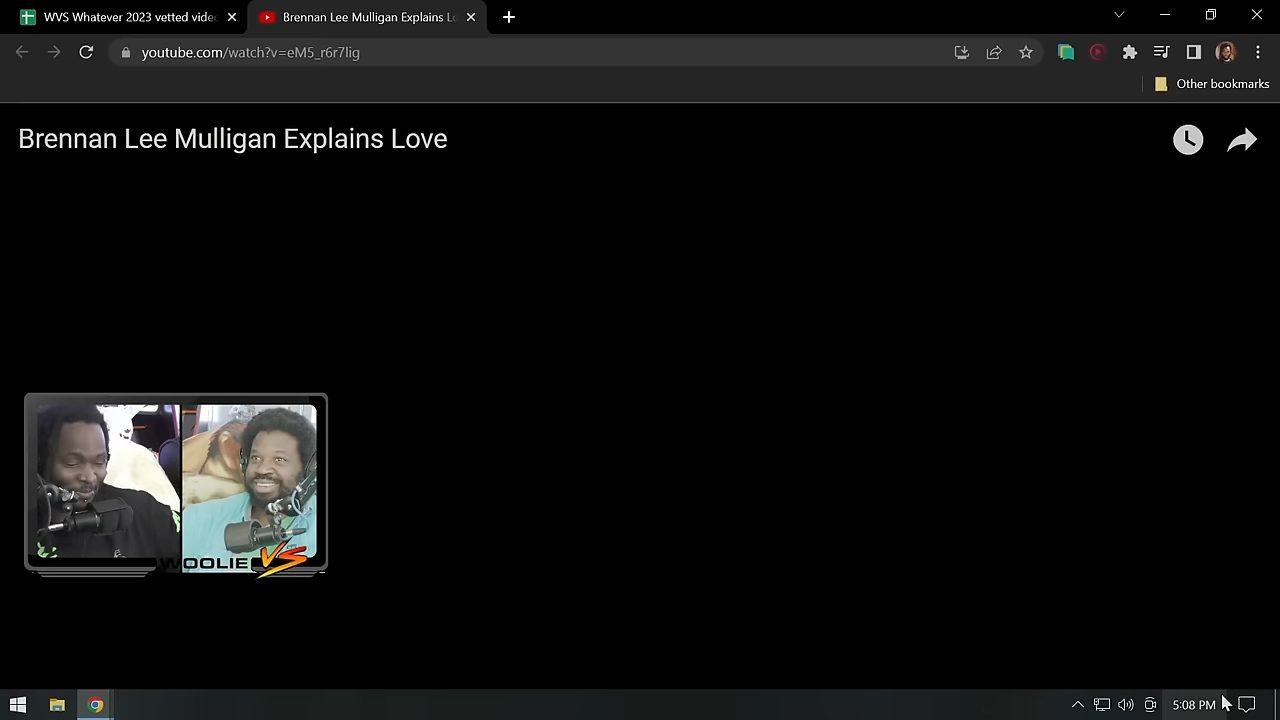 WVS Whatever 2023 vetted vide
Brennan Lee Mulligan Explains Lo
youtube.com/watch?v=eM5_r6r7lig
Other bookmarks
Brennan Lee Mulligan Explains Love
WOOLIE VS
5:08 PM